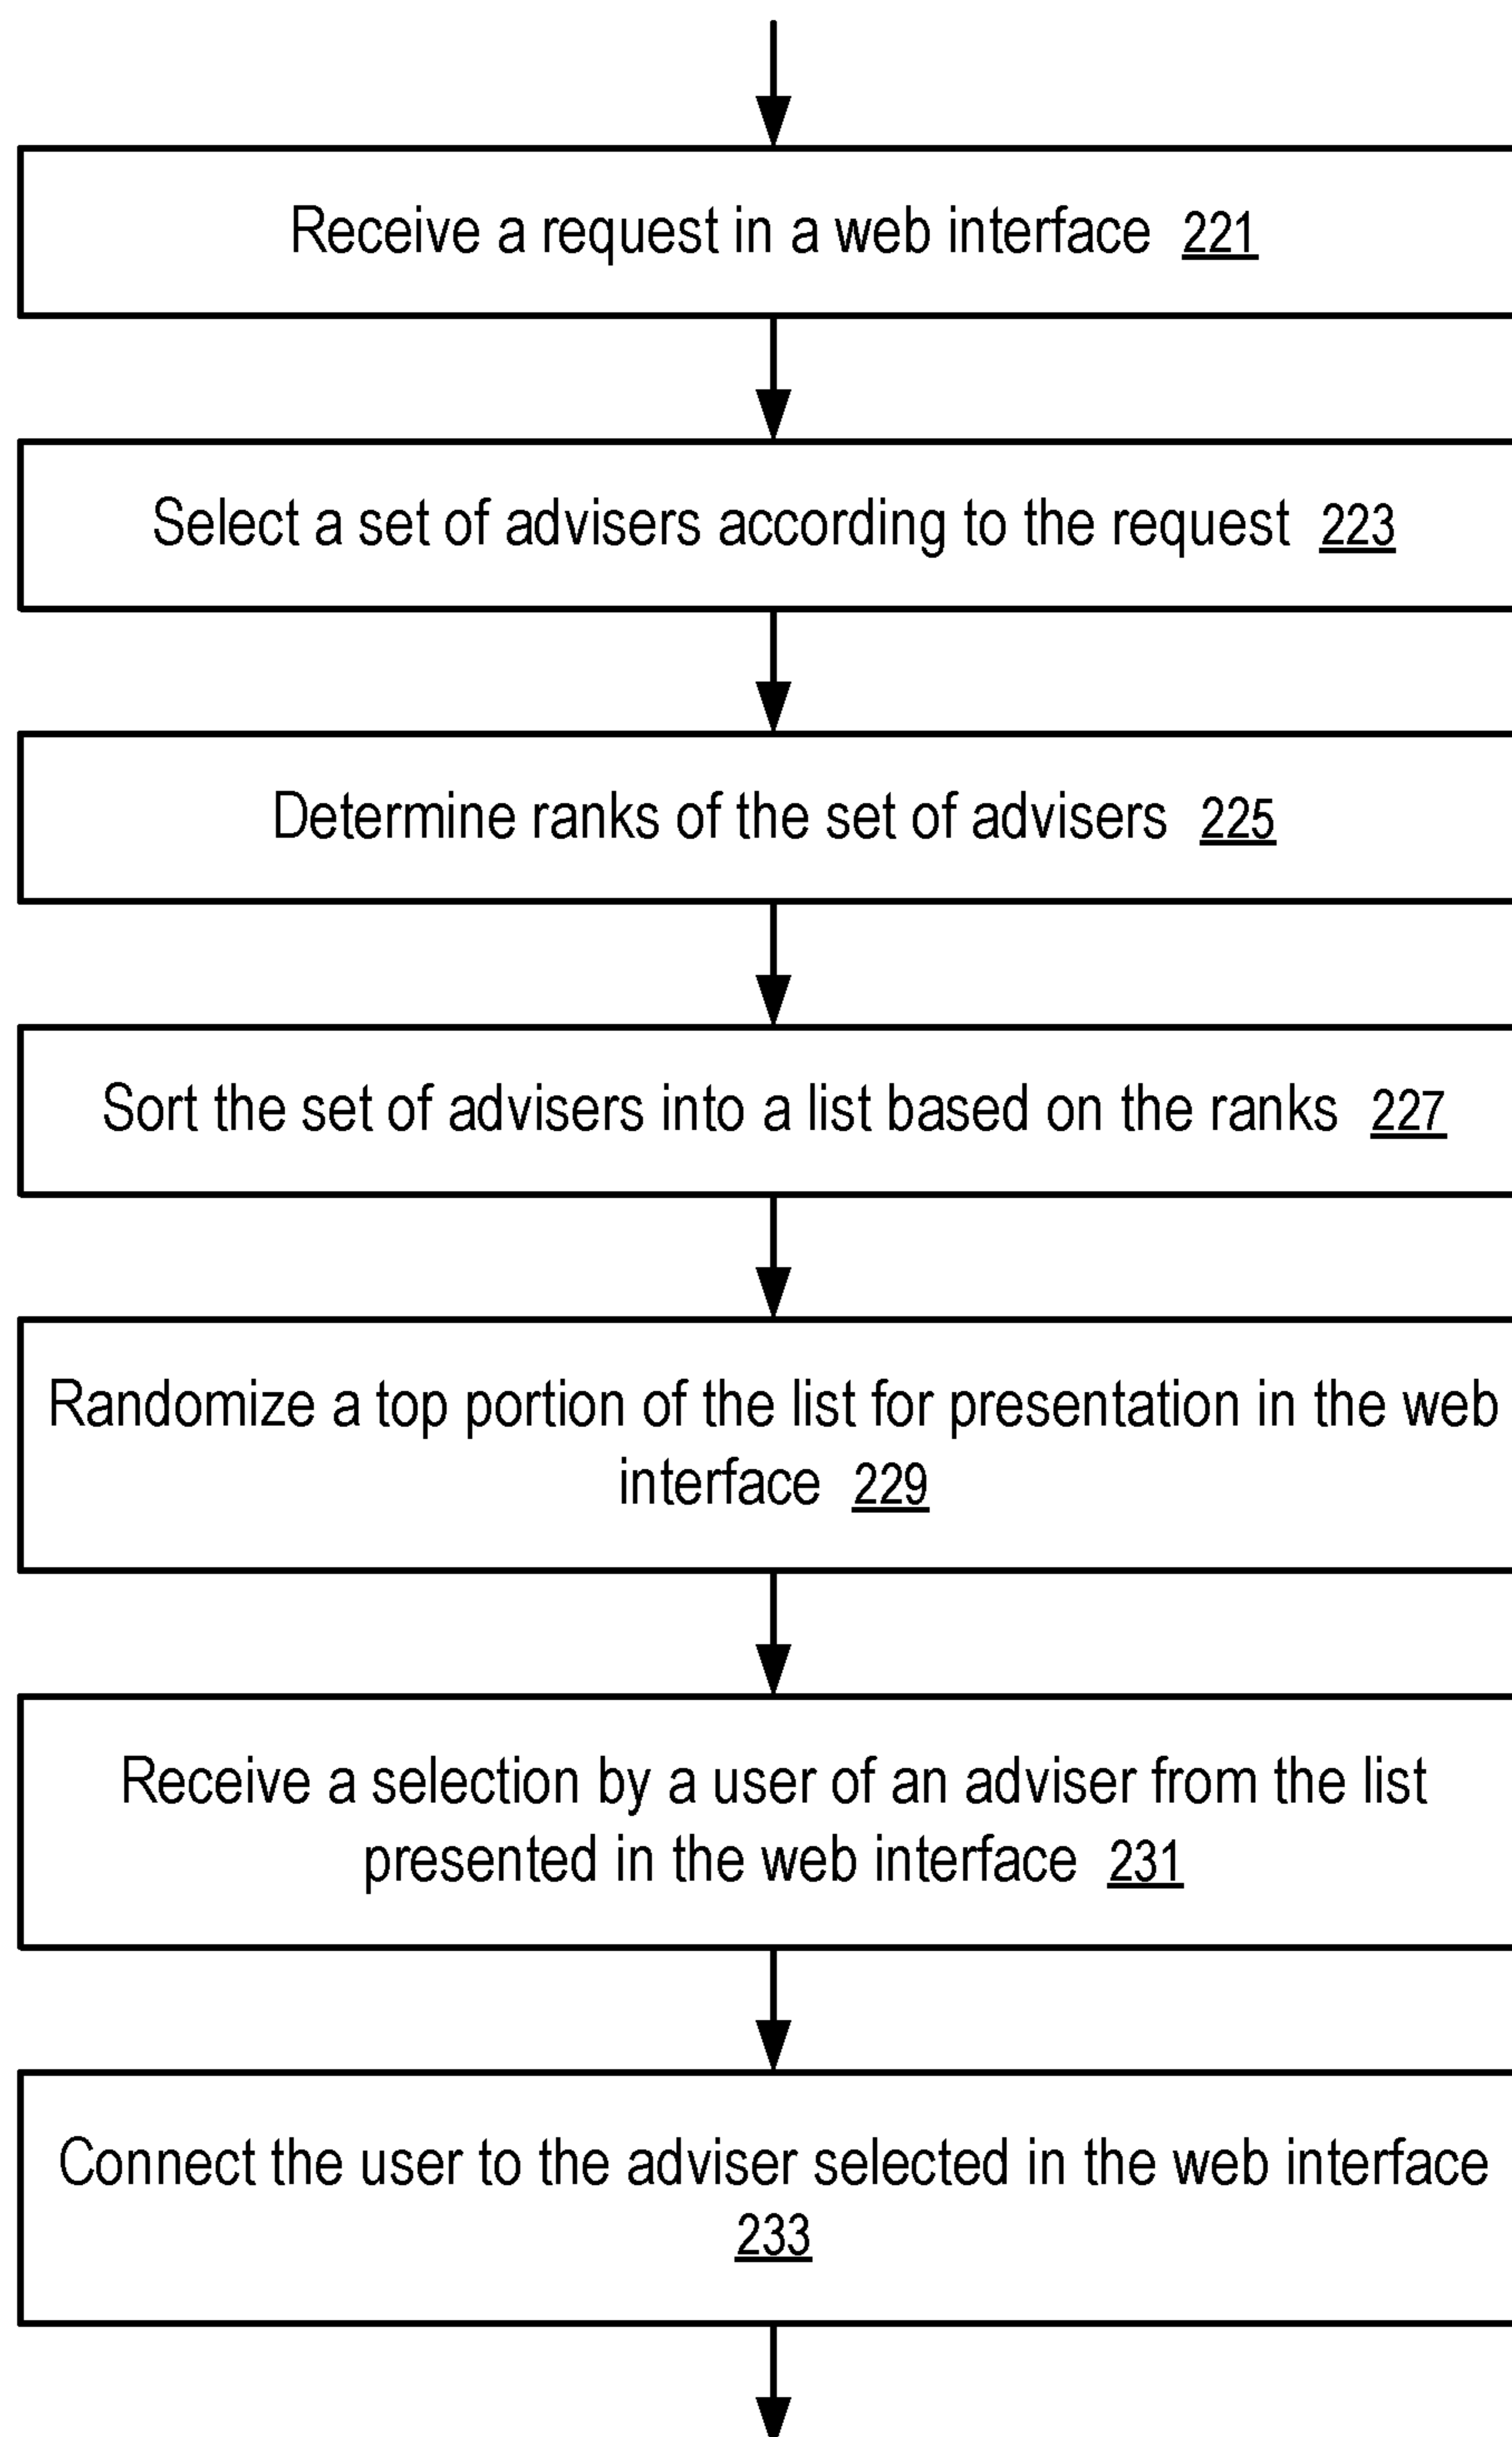 Receive a request in a web interface 221
Select a set of advisers according to the request 223
Determine ranks of the set of advisers 225
Sort the set of advisers into a list based on the ranks 227
Randomize a top portion of the list for presentation in the web
interface 229
Receive a selection by a user of an adviser from the list
presented in the web interface 231
Connect the user to the adviser selected in the web interface
233